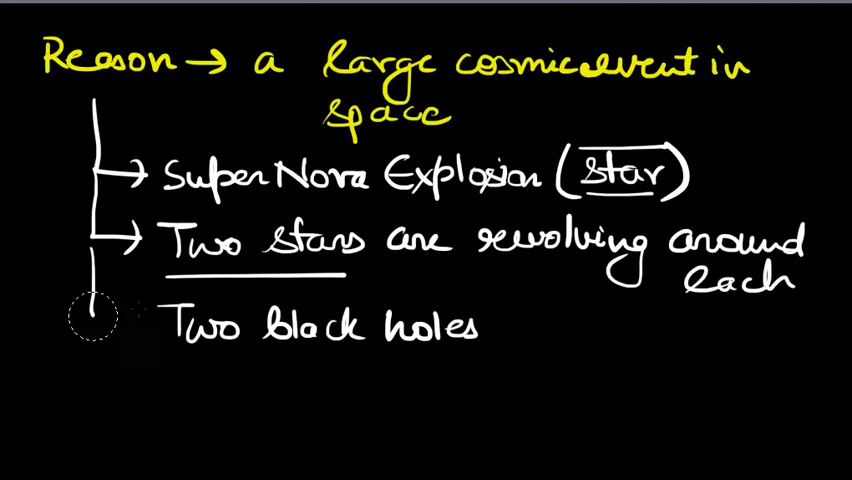 Reason → a large cosmic event in
space
→ SuperNova Explosion (star)
→ Two stars are revolving around
each
Two black holes